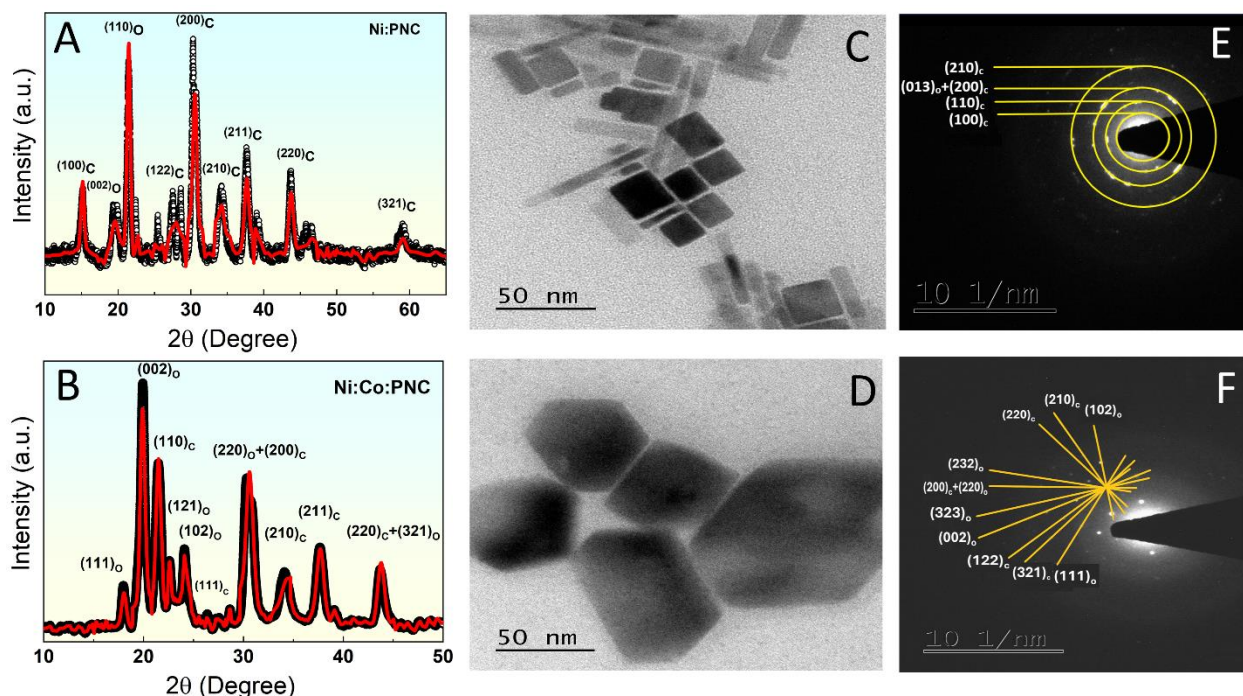 A
Ni:PNC
Intensity (a.u.)
(100)C
(002)O
(110)O
(122)C
(200)C
(210)C
(211)C
(220)C
(321)C
10 20 30 40 50 60
2θ (Degree)
B
Ni:Co:PNC
Intensity (a.u.)
(111)O
(002)O
(110)C
(121)O
(102)O
(111)C
(220)O+(200)C
(210)C
(211)C
(220)C+(321)O
10 20 30 40 50
2θ (Degree)
C
50 nm
D
50 nm
E
(210)c
(013)o+(200)c
(110)c
(100)c
10 1/nm
F
(210)c
(220)c
(102)o
(232)o
(200)c+(220)o
(323)o
(002)o
(122)c
(321)c
(111)o
10 1/nm